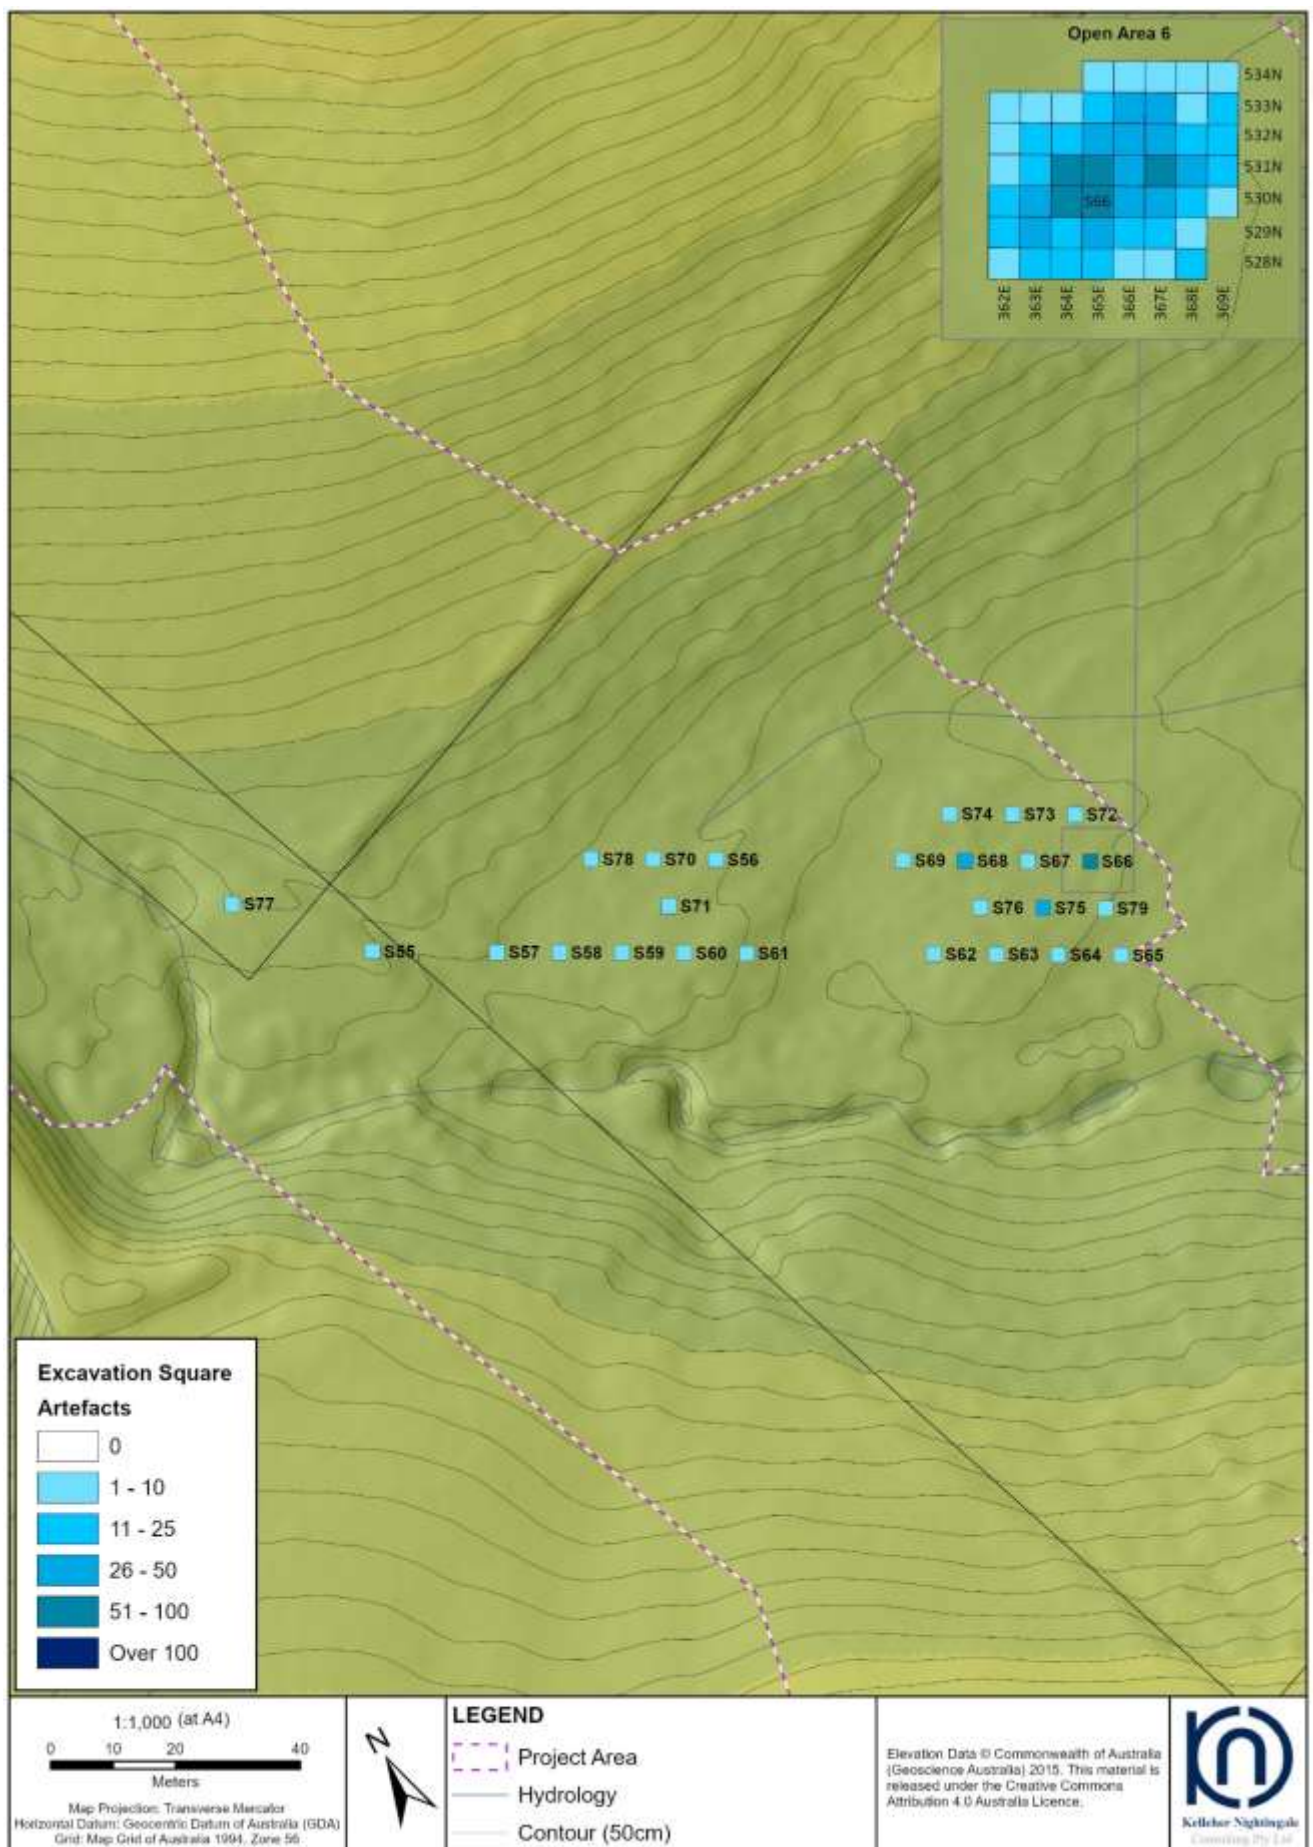 Open Area 6
534N
533N
532N
531N
530N
S66
529N
528N
362E
363E
364E
365E
366E
367E
368E
369E
S74
S73
S72
S78
S70
S56
S69
S68
S67
S66
S77
S71
S76
S75
S79
S55
S57
S58
S59
S60
S61
S62
S63
S64
S65
Excavation Square
Artefacts
0
1 - 10
11 - 25
26 - 50
51 - 100
Over 100
1:1,000 (at A4)
0 10 20 40
Meters
Map Projection: Transverse Mercator
Horizontal Datum: Geocentric Datum of Australia (GDA)
Grid: Map Grid of Australia 1994, Zone 56
N
LEGEND
Project Area
Hydrology
Contour (50cm)
Elevation Data © Commonwealth of Australia
(Geoscience Australia) 2015. This material is
released under the Creative Commons
Attribution 4.0 Australia Licence.
Kelleher Nightingale
Consulting Pty Ltd